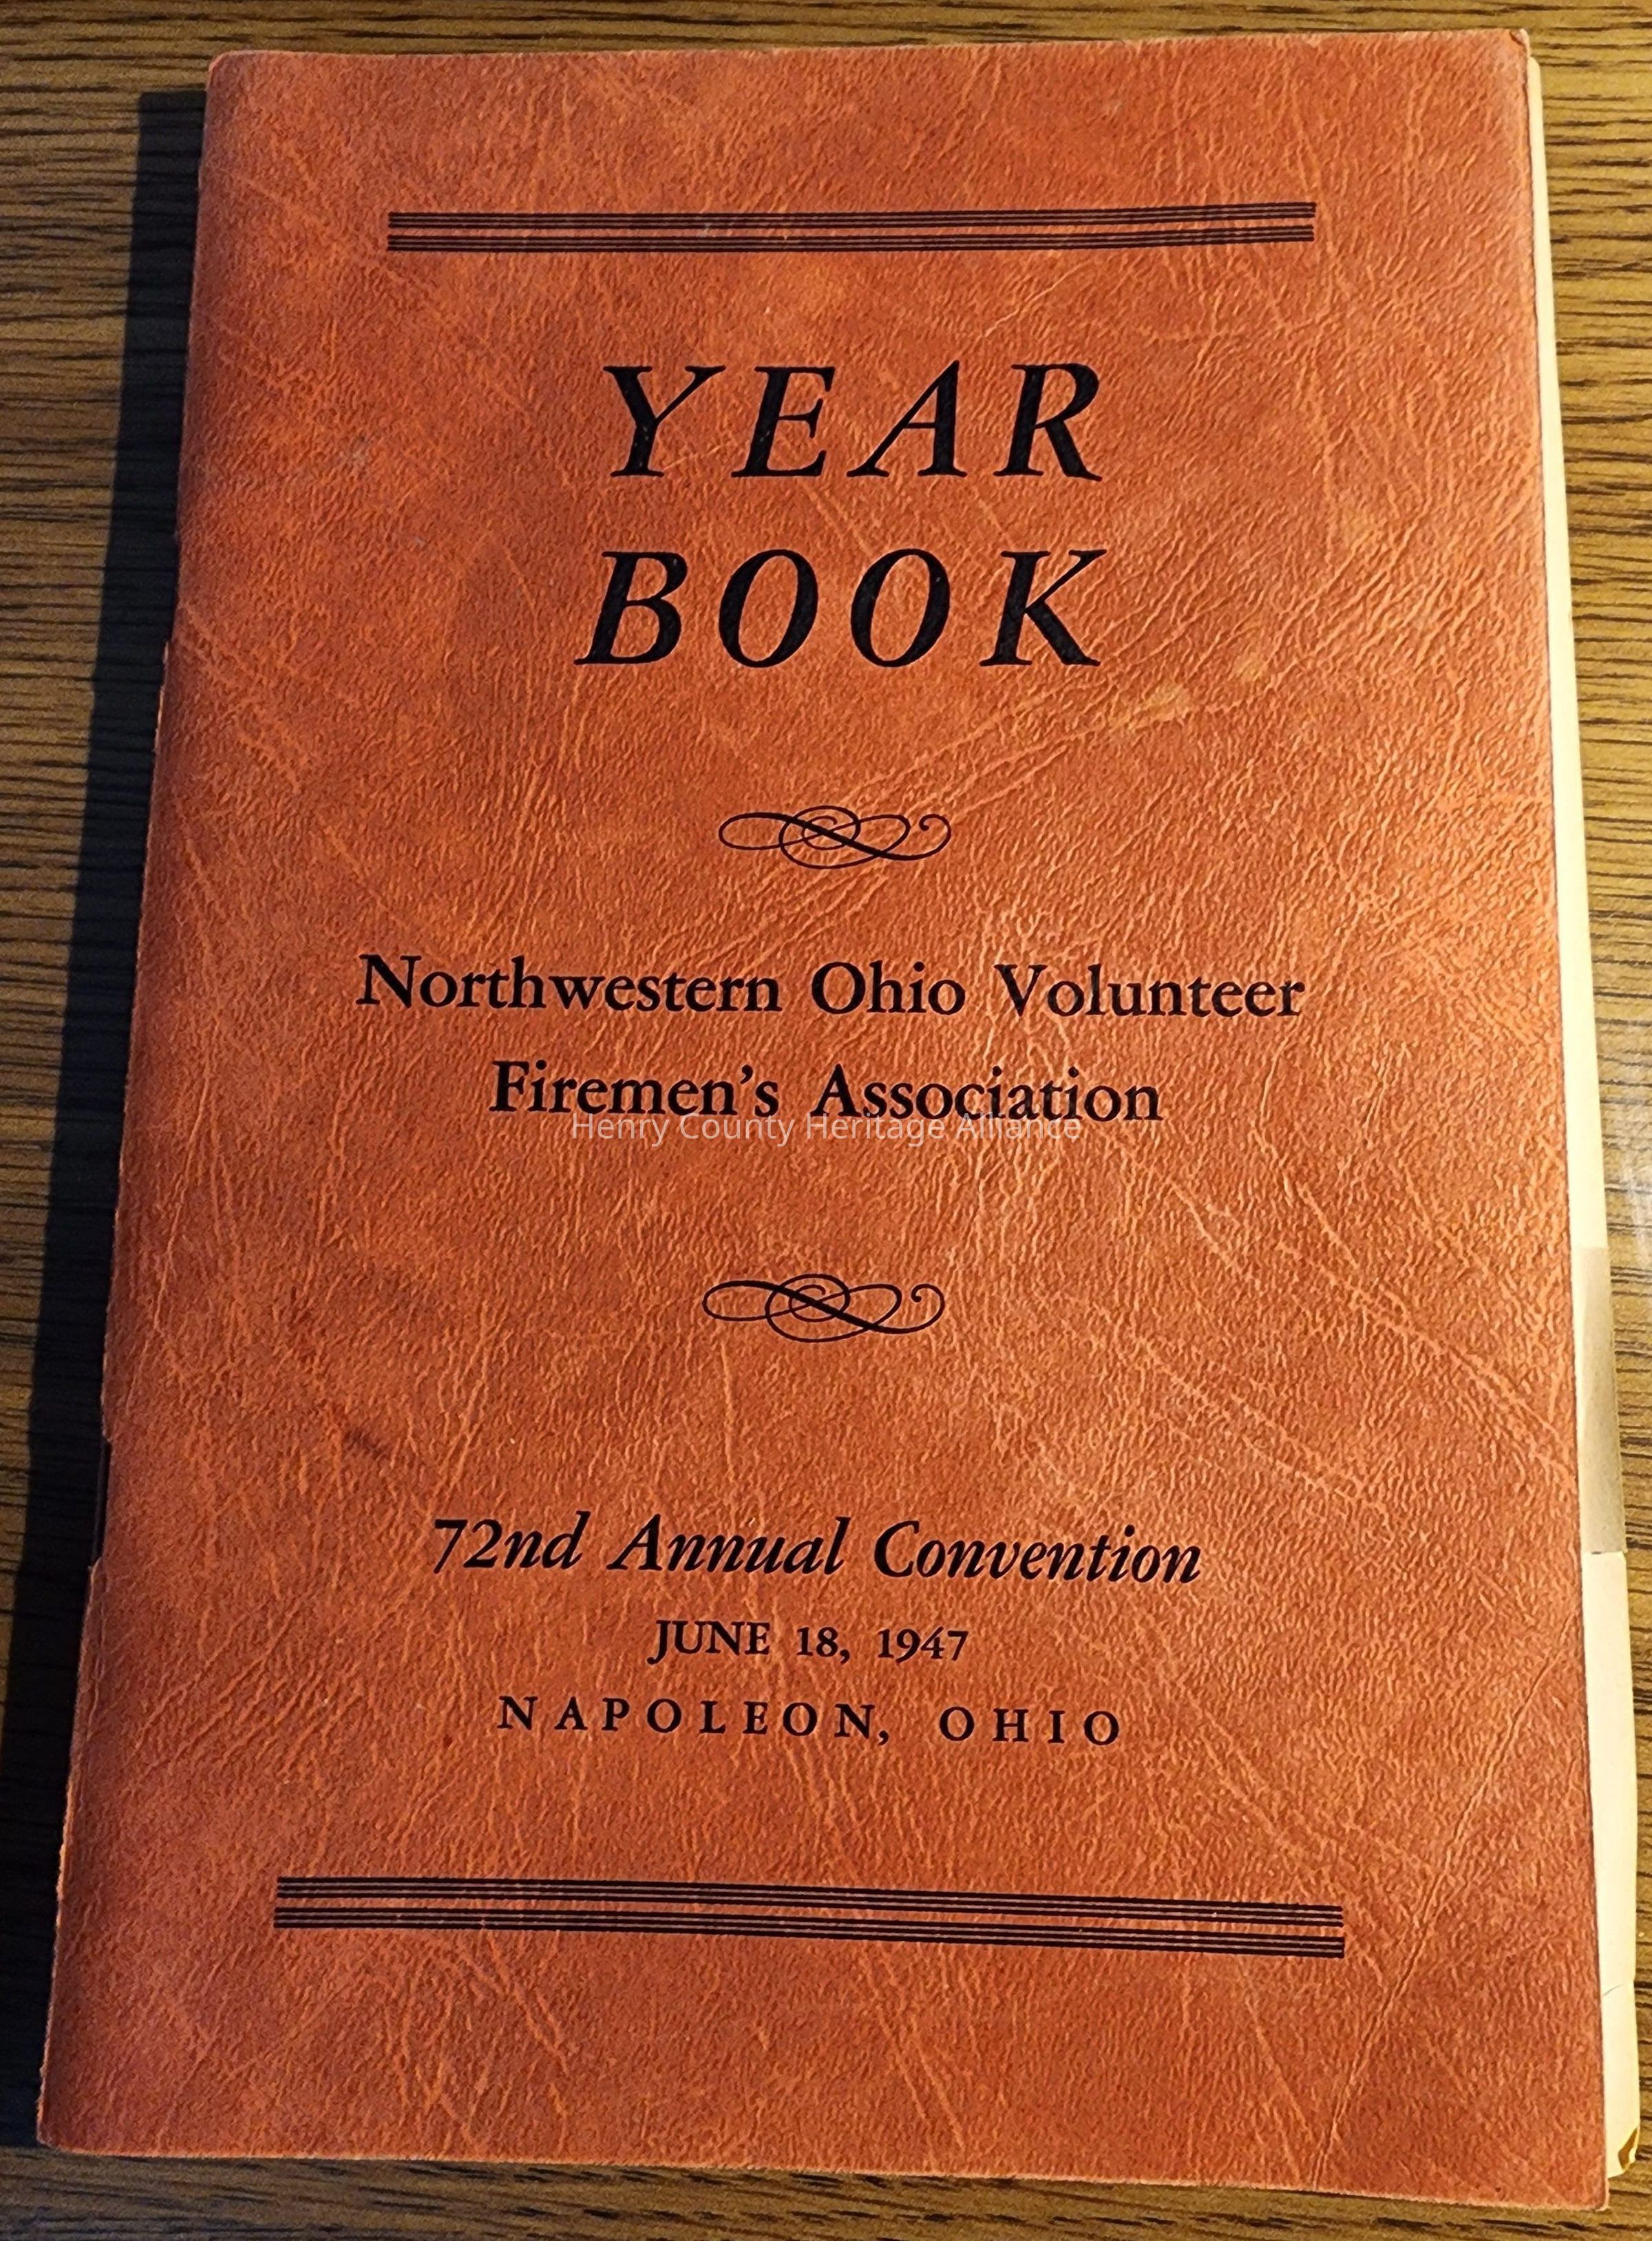 YEAR
BOOK
Northwestern Ohio Volunteer
Firemen's Association
Henry County Heritage Alliance
72nd Annual Convention
JUNE 18, 1947
NAPOLEON, OHIO